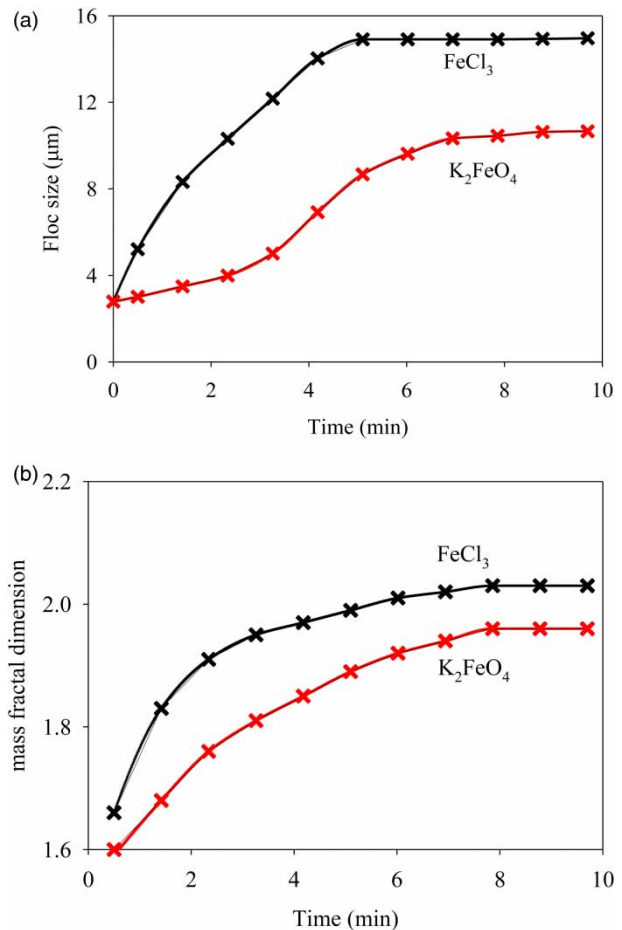 (a)
16
12
8
4
0
Floc size (μm)
FeCl₃
K₂FeO₄
0 2 4 6 8 10
Time (min)
(b)
2.2
2.0
1.8
1.6
mass fractal dimension
FeCl₃
K₂FeO₄
0 2 4 6 8 10
Time (min)